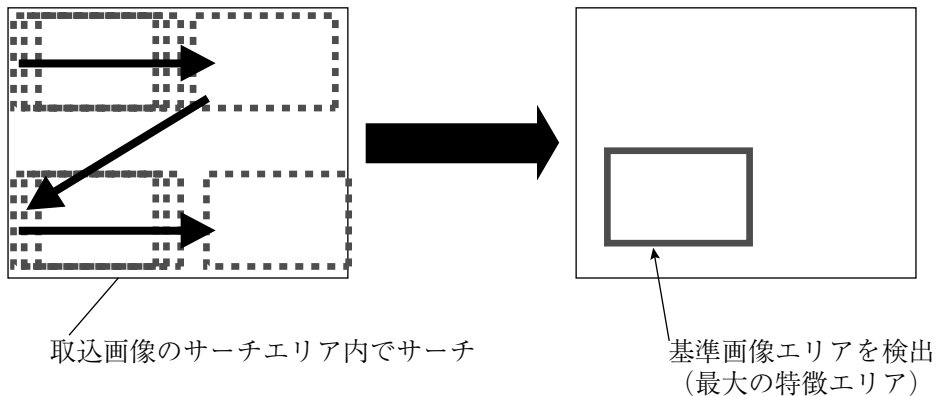 取込画像のサーチエリア内でサーチ
基準画像エリアを検出
（最大の特徴エリア）